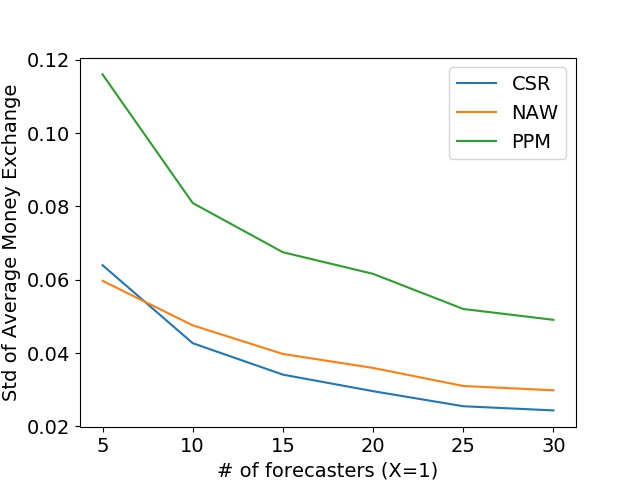 0.12
0.10
0.08
0.06
0.04
0.02
Std of Average Money Exchange
CSR
NAW
PPM
5 10 15 20 25 30
# of forecasters (X=1)